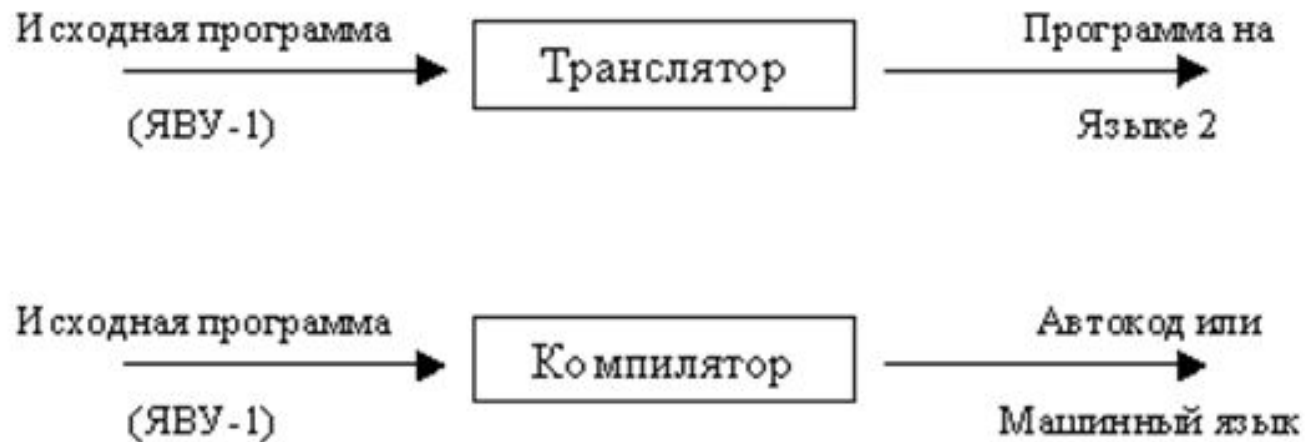 Исходная программа
Транслятор
Программа на
(ЯВУ-1)
Языке 2
Исходная программа
Компилятор
Автокод или
(ЯВУ-1)
Машинный язык